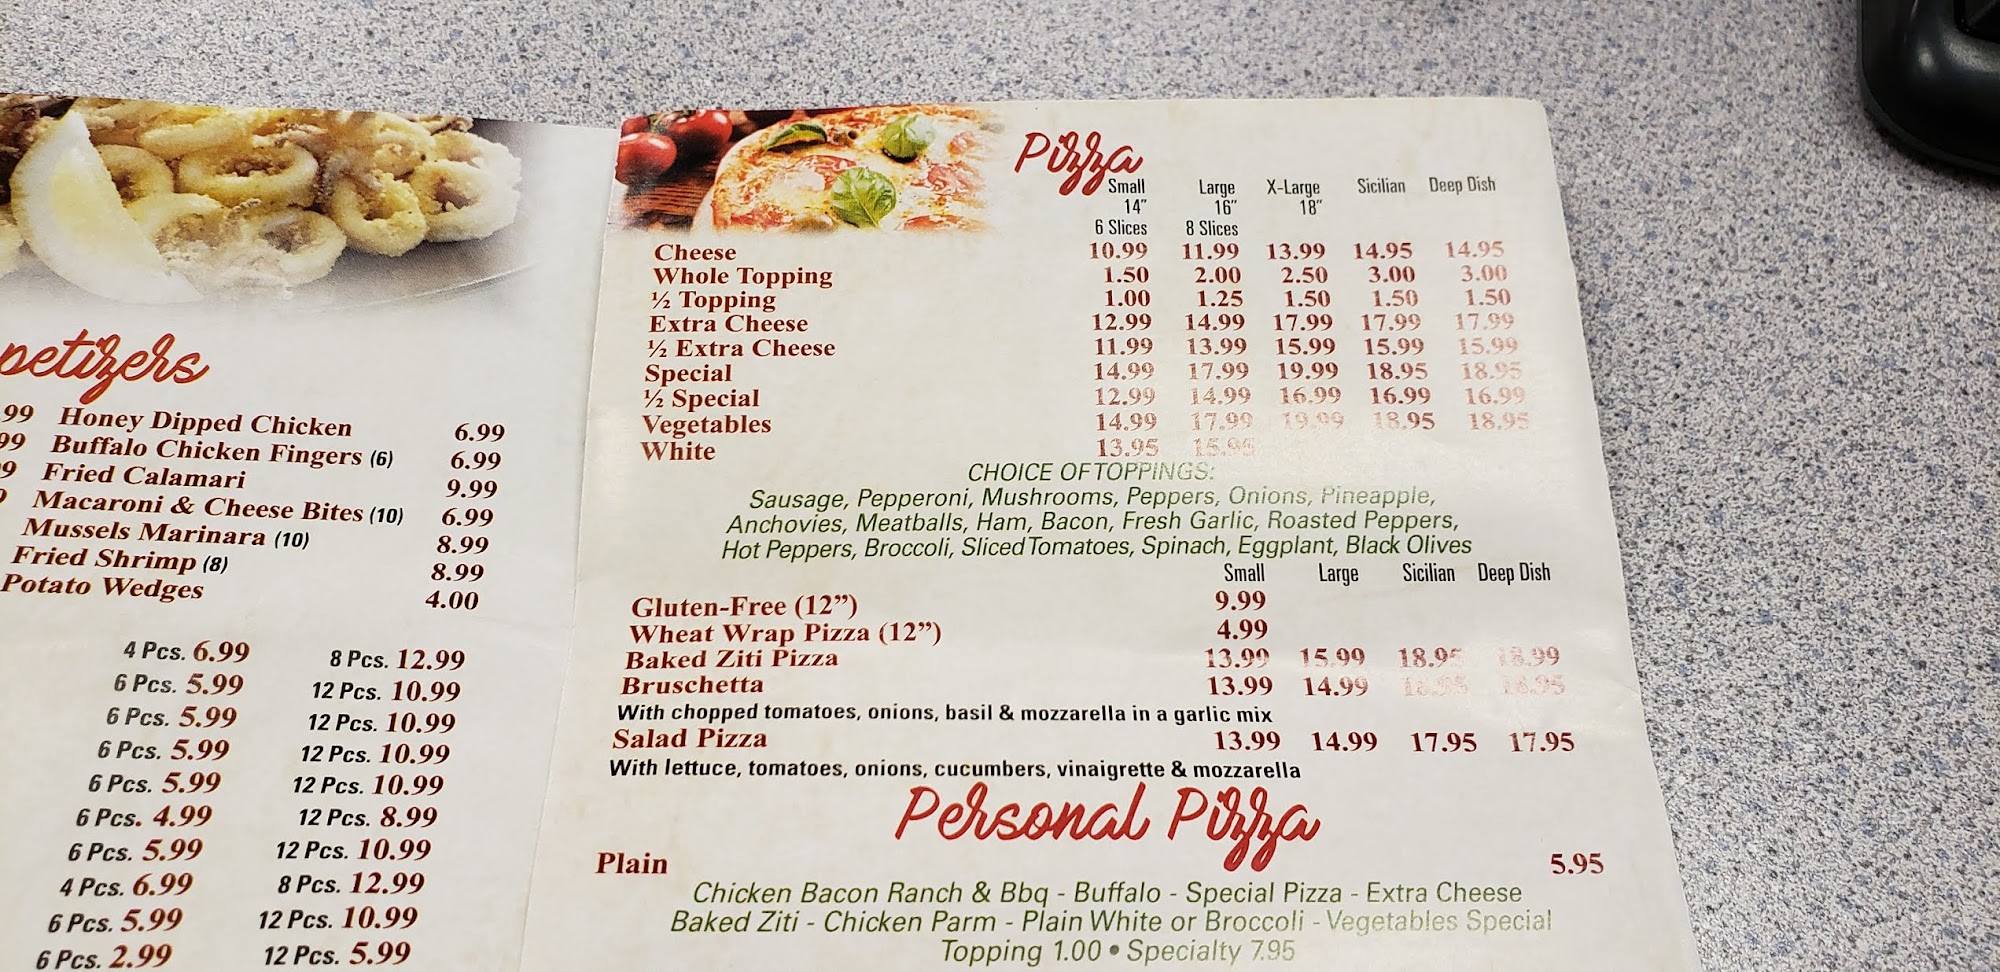 petizers
.99 Honey Dipped Chicken 6.99
99 Buffalo Chicken Fingers (6) 6.99
9 Fried Calamari 9.99
Macaroni & Cheese Bites (10) 6.99
Mussels Marinara (10) 8.99
Fried Shrimp (8) 8.99
Potato Wedges 4.00
4 Pcs. 6.99 8 Pcs. 12.99
6 Pcs. 5.99 12 Pcs. 10.99
6 Pcs. 5.99 12 Pcs. 10.99
6 Pcs. 5.99 12 Pcs. 10.99
6 Pcs. 5.99 12 Pcs. 10.99
6 Pcs. 4.99 12 Pcs. 8.99
6 Pcs. 5.99 12 Pcs. 10.99
4 Pcs. 6.99 8 Pcs. 12.99
6 Pcs. 5.99 12 Pcs. 10.99
6 Pcs. 2.99 12 Pcs. 5.99
Pizza
Small Large X-Large Sicilian Deep Dish
14" 16" 18"
6 Slices 8 Slices
Cheese 10.99 11.99 13.99 14.95 14.95
Whole Topping 1.50 2.00 2.50 3.00 3.00
½ Topping 1.00 1.25 1.50 1.50 1.50
Extra Cheese 12.99 14.99 17.99 17.99 17.99
½ Extra Cheese 11.99 13.99 15.99 15.99 15.99
Special 14.99 17.99 19.99 18.95 18.95
½ Special 12.99 14.99 16.99 16.99 16.99
Vegetables 14.99 17.99 19.99 18.95 18.95
White 13.95 15.95
CHOICE OF TOPPINGS:
Sausage, Pepperoni, Mushrooms, Peppers, Onions, Pineapple,
Anchovies, Meatballs, Ham, Bacon, Fresh Garlic, Roasted Peppers,
Hot Peppers, Broccoli, Sliced Tomatoes, Spinach, Eggplant, Black Olives
Small Large Sicilian Deep Dish
Gluten-Free (12") 9.99
Wheat Wrap Pizza (12") 4.99
Baked Ziti Pizza 13.99 15.99 18.95 18.99
Bruschetta 13.99 14.99
With chopped tomatoes, onions, basil & mozzarella in a garlic mix
Salad Pizza 13.99 14.99 17.95 17.95
With lettuce, tomatoes, onions, cucumbers, vinaigrette & mozzarella
Personal Pizza
Plain 5.95
Chicken Bacon Ranch & Bbq - Buffalo - Special Pizza - Extra Cheese
Baked Ziti - Chicken Parm - Plain White or Broccoli - Vegetables Special
Topping 1.00 • Specialty 7.95